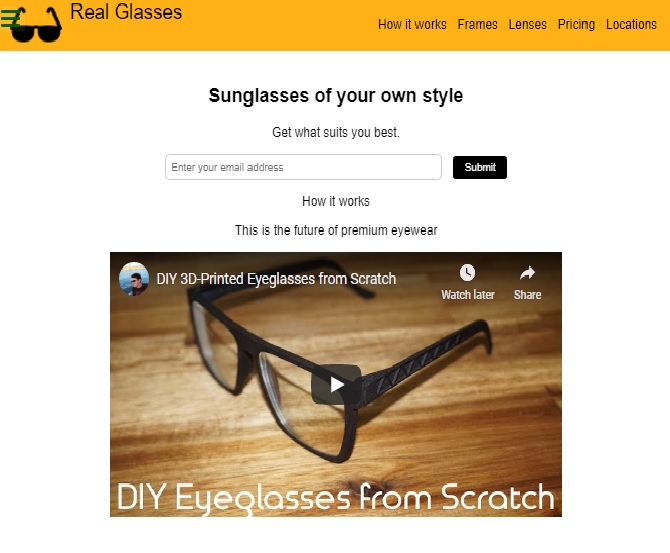 Real Glasses
How it works Frames Lenses Pricing Locations
Sunglasses of your own style
Get what suits you best.
Enter your email address Submit
How it works
This is the future of premium eyewear
DIY 3D-Printed Eyeglasses from Scratch
Watch later Share
DIY Eyeglasses from Scratch